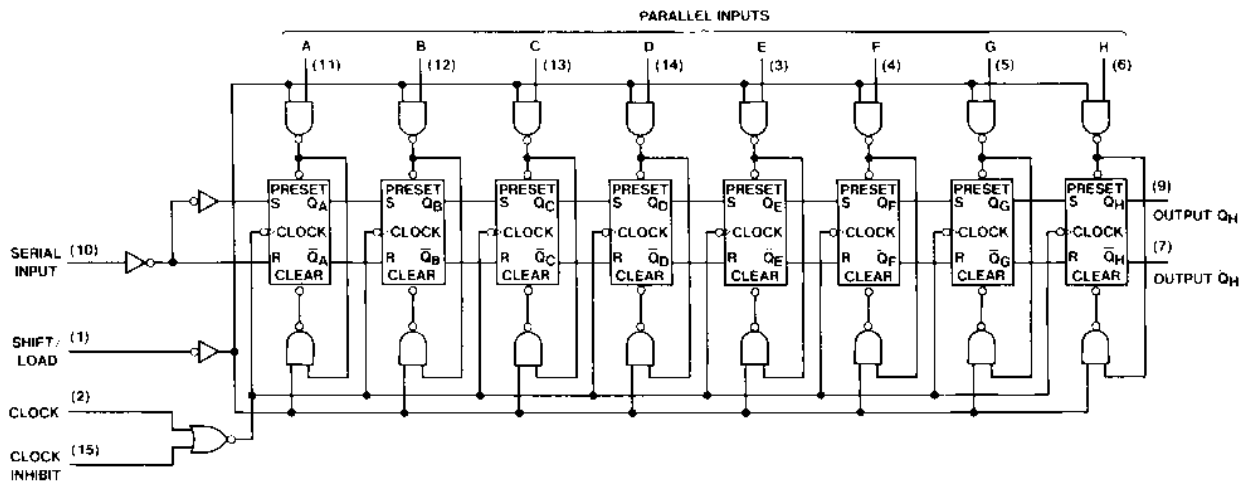 PARALLEL INPUTS
A B C D E F G H
(11) (12) (13) (14) (3) (4) (5) (6)
PRESET PRESET PRESET PRESET PRESET PRESET PRESET PRESET
S QA S QB S QC S QD S QE S QF S QG S QH
(9)
OUTPUT QH
CLOCK CLOCK CLOCK CLOCK CLOCK CLOCK CLOCK CLOCK
SERIAL INPUT (10)
R Q̄A R Q̄B R Q̄C R Q̄D R Q̄E R Q̄F R Q̄G R Q̄H
(7)
OUTPUT Q̄H
CLEAR CLEAR CLEAR CLEAR CLEAR CLEAR CLEAR CLEAR
SHIFT/
LOAD (1)
CLOCK (2)
CLOCK INHIBIT (15)